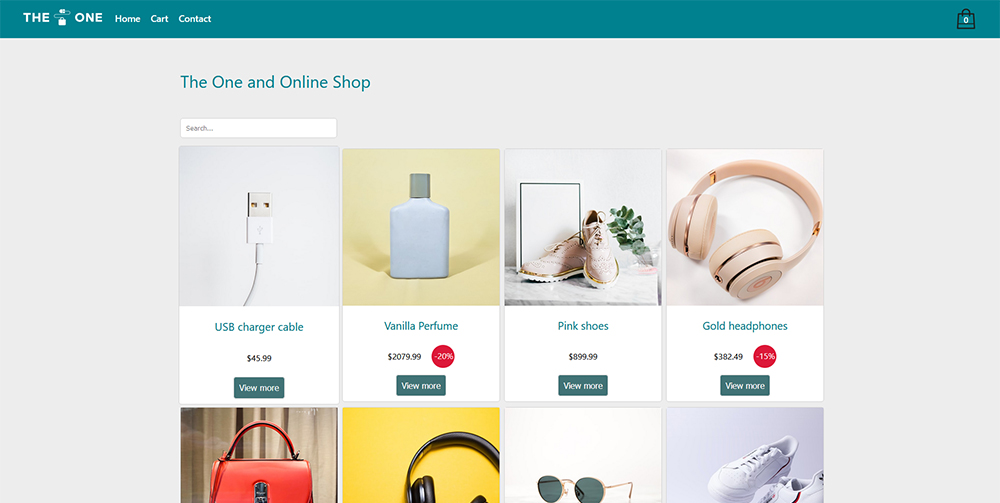 THE ONE Home Cart Contact 0
The One and Online Shop
Search...
USB charger cable Vanilla Perfume Pink shoes Gold headphones
$45.99 $2079.99 -20% $899.99 $382.49 -15%
View more View more View more View more